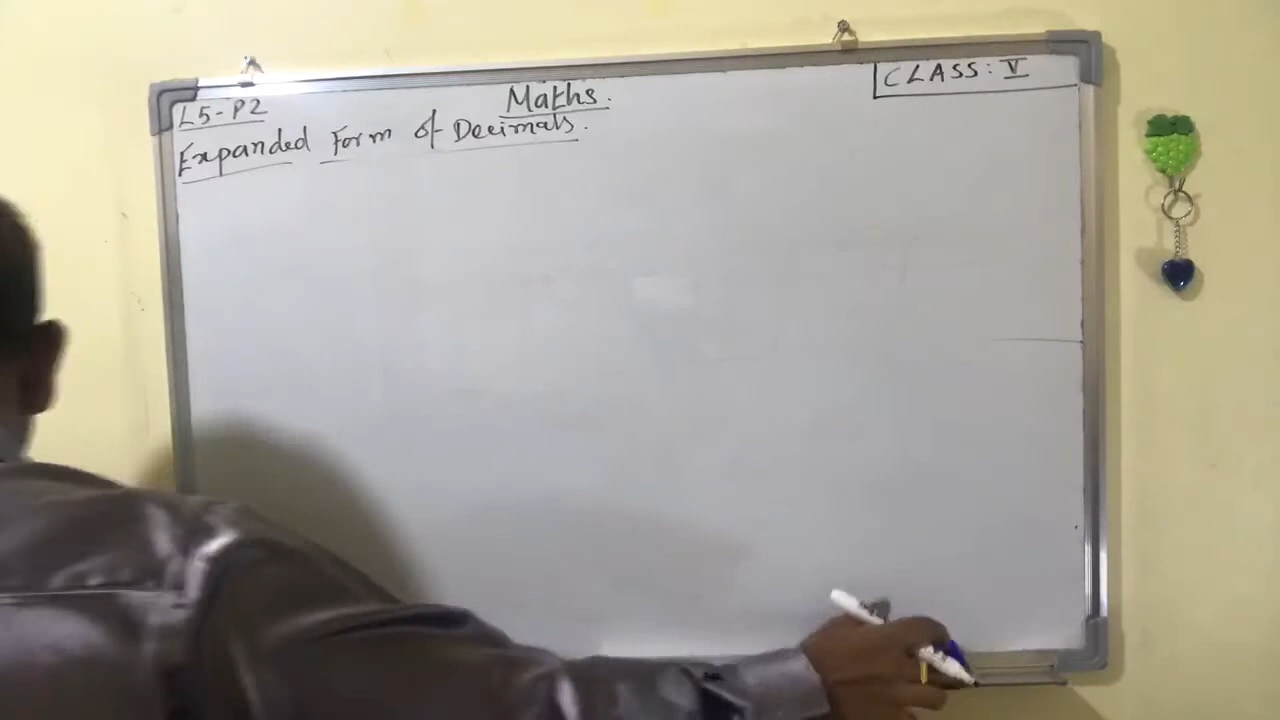 Maths.
CLASS: V
L5-P2
Expanded Form of Decimals.